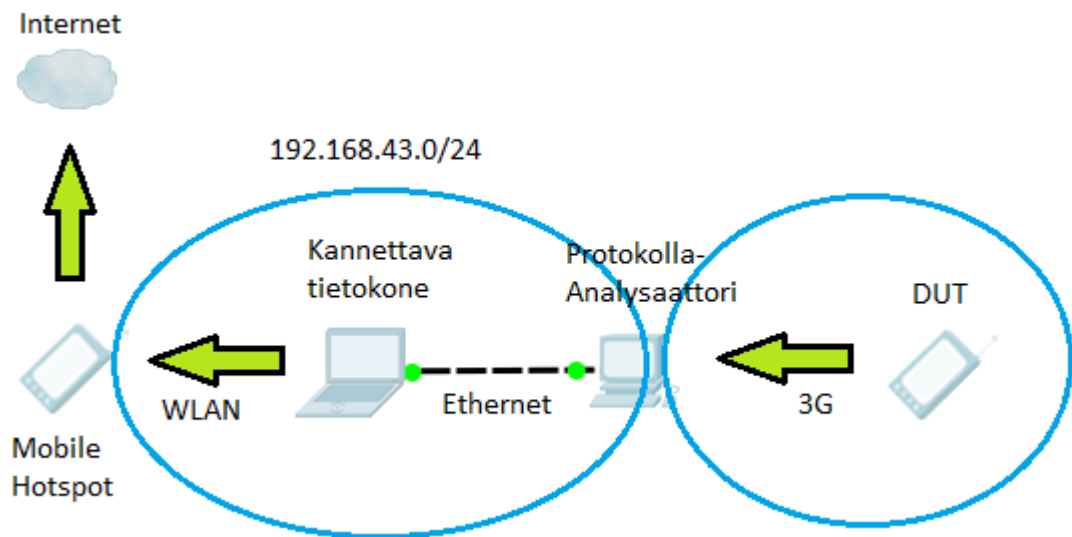 Internet
192.168.43.0/24
Kannettava
tietokone
Protokolla-
Analysaattori
DUT
WLAN
Ethernet
3G
Mobile
Hotspot